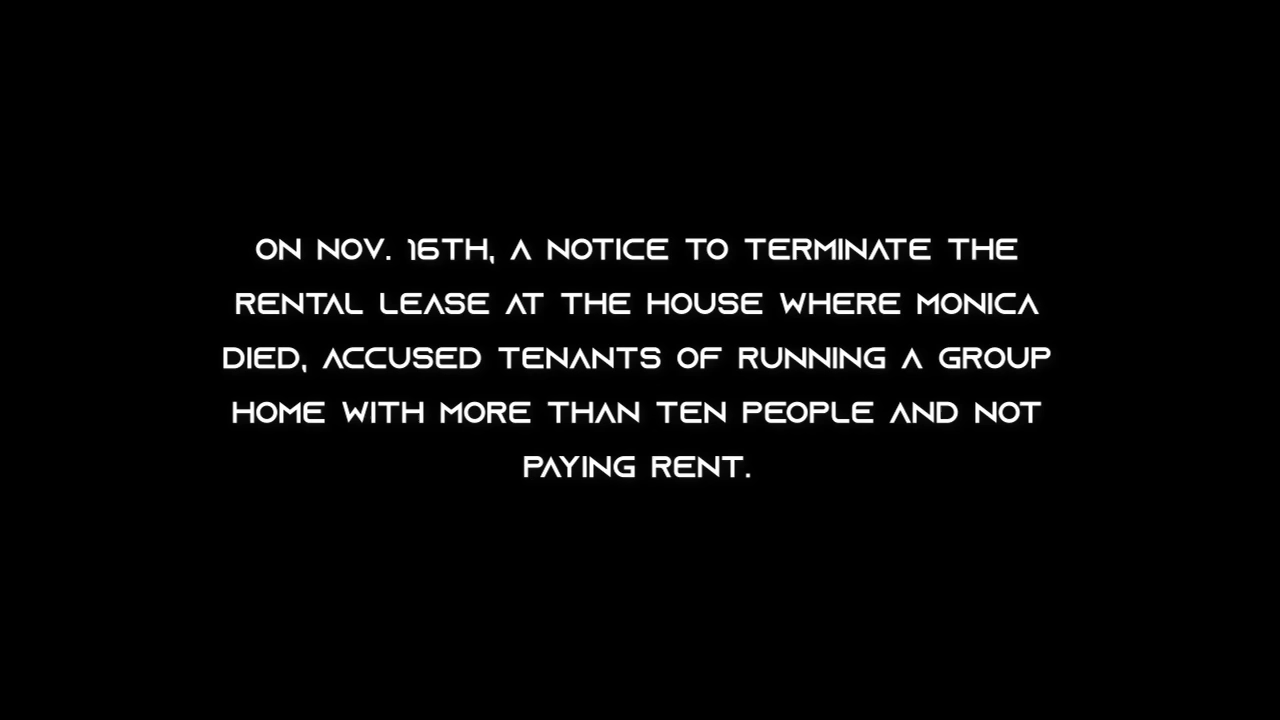 ON NOV. 16TH, A NOTICE TO TERMINATE THE
RENTAL LEASE AT THE HOUSE WHERE MONICA
DIED, ACCUSED TENANTS OF RUNNING A GROUP
HOME WITH MORE THAN TEN PEOPLE AND NOT
PAYING RENT.